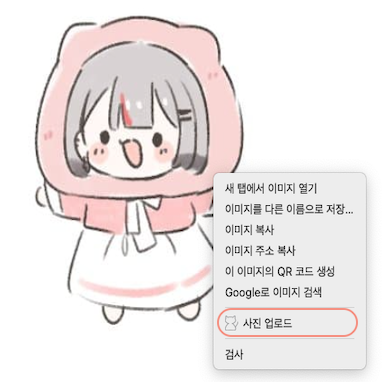 새 탭에서 이미지 열기
이미지를 다른 이름으로 저장...
이미지 복사
이미지 주소 복사
이 이미지의 QR 코드 생성
Google로 이미지 검색
사진 업로드
검사